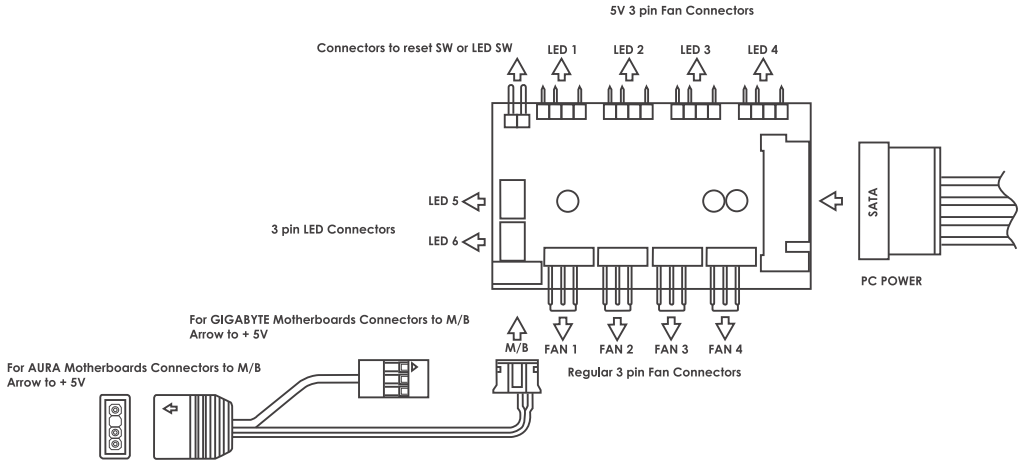 5V 3 pin Fan Connectors
Connectors to reset SW or LED SW
LED 1
LED 2
LED 3
LED 4
LED 5
SATA
3 pin LED Connectors
LED 6
PC POWER
For GIGABYTE Motherboards Connectors to M/B
Arrow to + 5V
M/B
FAN 1
FAN 2
FAN 3
FAN 4
Regular 3 pin Fan Connectors
For AURA Motherboards Connectors to M/B
Arrow to + 5V